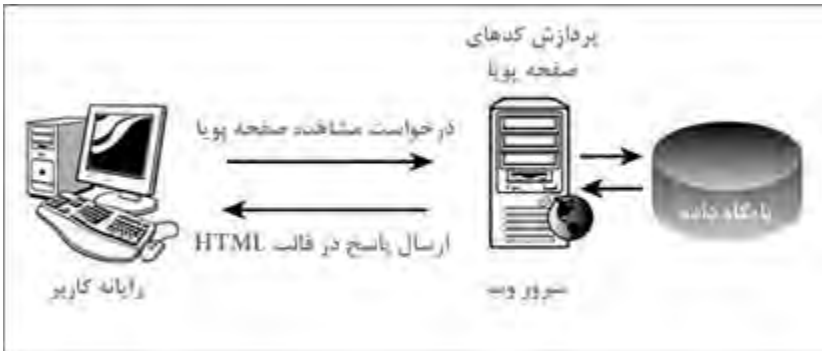 پردازش کدهای
صفحه پویا
درخواست مشاهده صفحه پویا
ارسال پاسخ در قالب HTML
پایگاه داده
رایانه کاربر
سرور وب